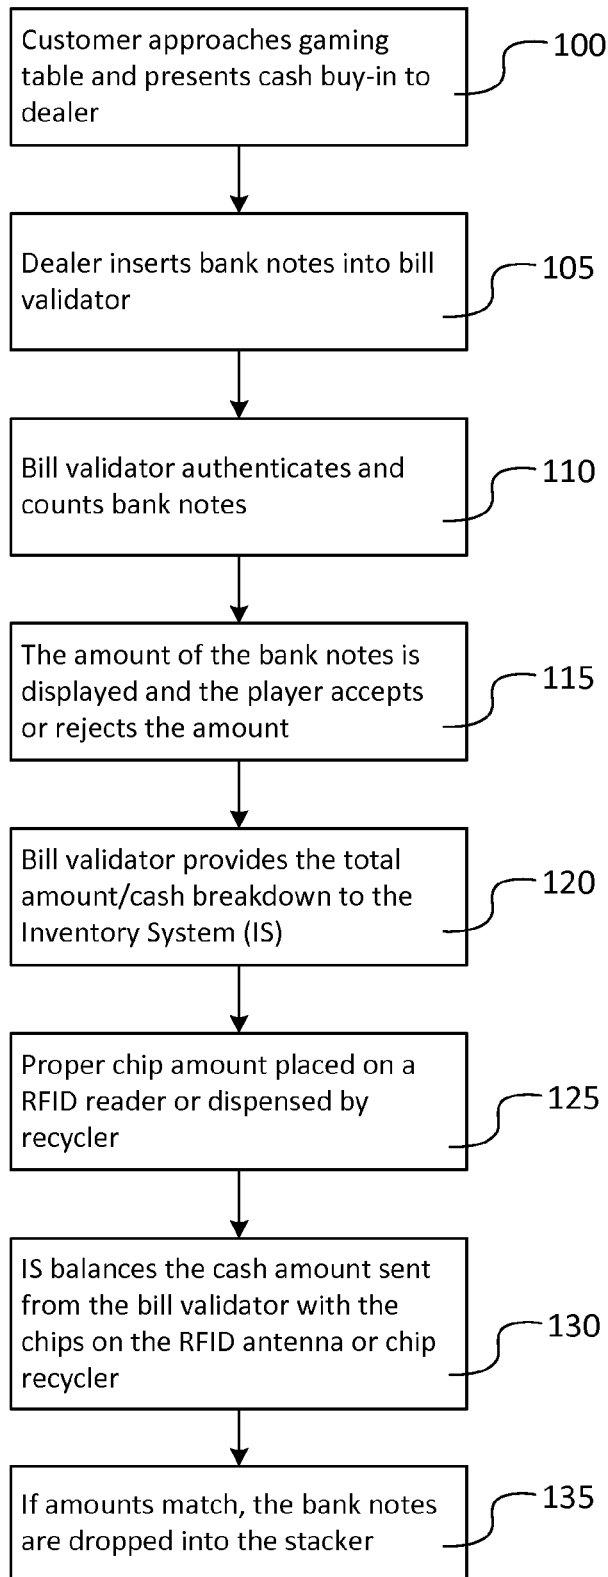 Customer approaches gaming
table and presents cash buy-in to
dealer
100
Dealer inserts bank notes into bill
validator
105
Bill validator authenticates and
counts bank notes
110
The amount of the bank notes is
displayed and the player accepts
or rejects the amount
115
Bill validator provides the total
amount/cash breakdown to the
Inventory System (IS)
120
Proper chip amount placed on a
RFID reader or dispensed by
recycler
125
IS balances the cash amount sent
from the bill validator with the
chips on the RFID antenna or chip
recycler
130
If amounts match, the bank notes
are dropped into the stacker
135